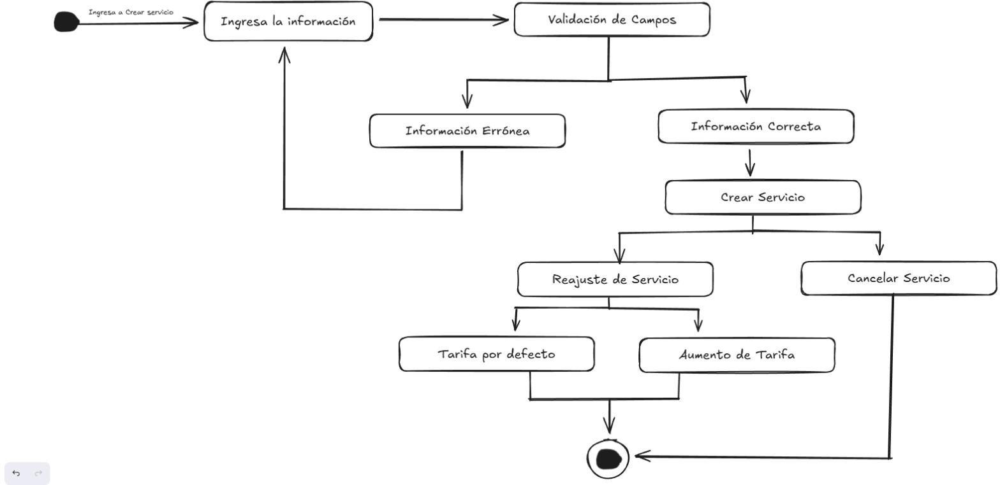 Ingresa a Crear servicio
Ingresa la información
Validación de Campos
Información Errónea
Información Correcta
Crear Servicio
Reajuste de Servicio
Cancelar Servicio
Tarifa por defecto
Aumento de Tarifa